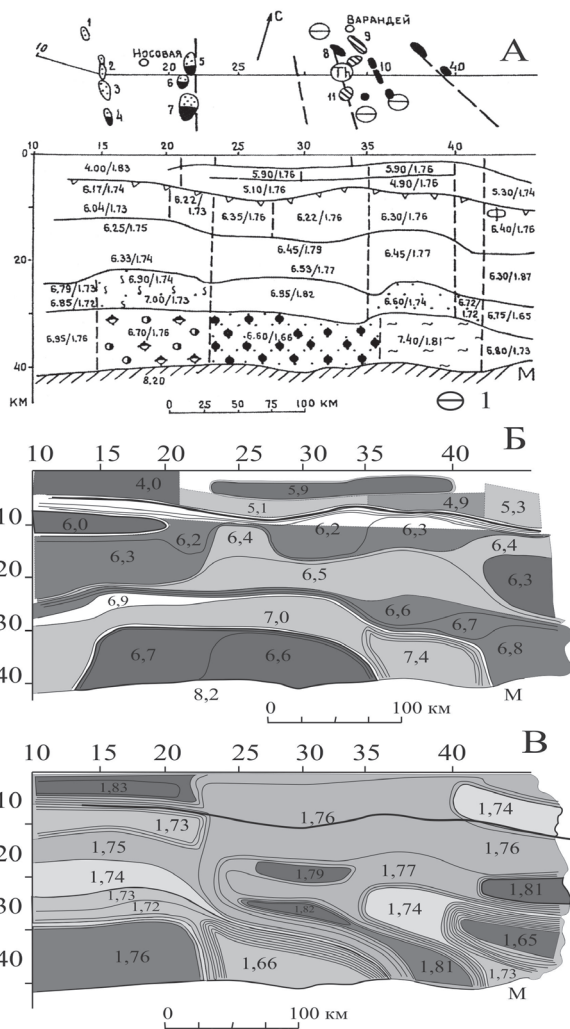 С ВАРАНДЕЙ А
1 НОСОВАЯ 8 9
10 2 20 5 25 Th 10 40
3 6 11
4 7
0 10 20 30 40
4.00/1.83 5.90/1.76 5.90/1.76
6.17/1.74 6.22/1.73 5.10/1.76 4.90/1.76 5.30/1.74
6.04/1.73 6.35/1.76 6.22/1.76 6.30/1.76 6.40/1.76
6.25/1.75
20 6.45/1.79 6.45/1.77
6.33/1.74 6.53/1.77 6.30/1.87
6.79/1.73 s 6.90/1.74 s 6.95/1.82 6.60/1.74 6.72/1.72 6.75/1.65
6.85/1.72 s 7.00/1.73 s
6.95/1.76 6.70/1.76 6.60/1.66 7.40/1.81 6.80/1.73
40 8.20 М
КМ 0 25 50 75 100 КМ 1
Б
10 15 20 25 30 35 40
4,0 5,9
5,1 4,9 5,3
10 6,0 6,2 6,4 6,2 6,3 6,4
6,3
20 6,5 6,3
6,9 7,0 6,6 6,7
30
6,7 6,6 7,4 6,8
40 8,2 М
0 100 км
В
10 15 20 25 30 35 40
10 1,83 1,74
1,73 1,76
1,75 1,76
20 1,74 1,79 1,77
1,73 1,81
30 1,72 1,82 1,74
1,65
40 1,76 1,66 1,81 1,73
М
0 100 км